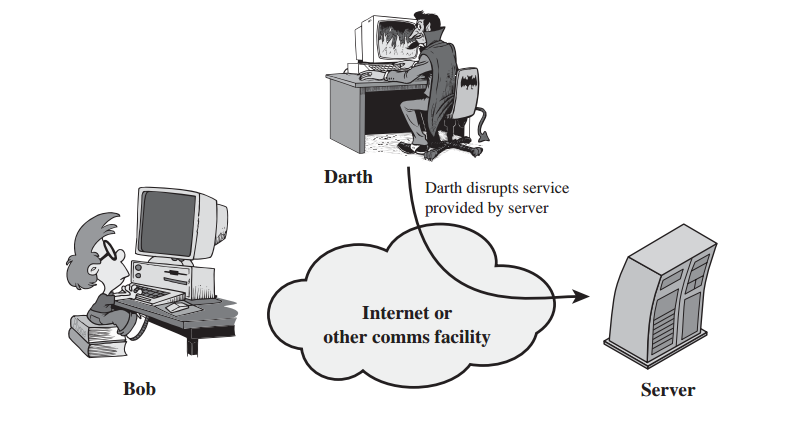 Darth
Darth disrupts service
provided by server
Internet or
other comms facility
Bob
Server